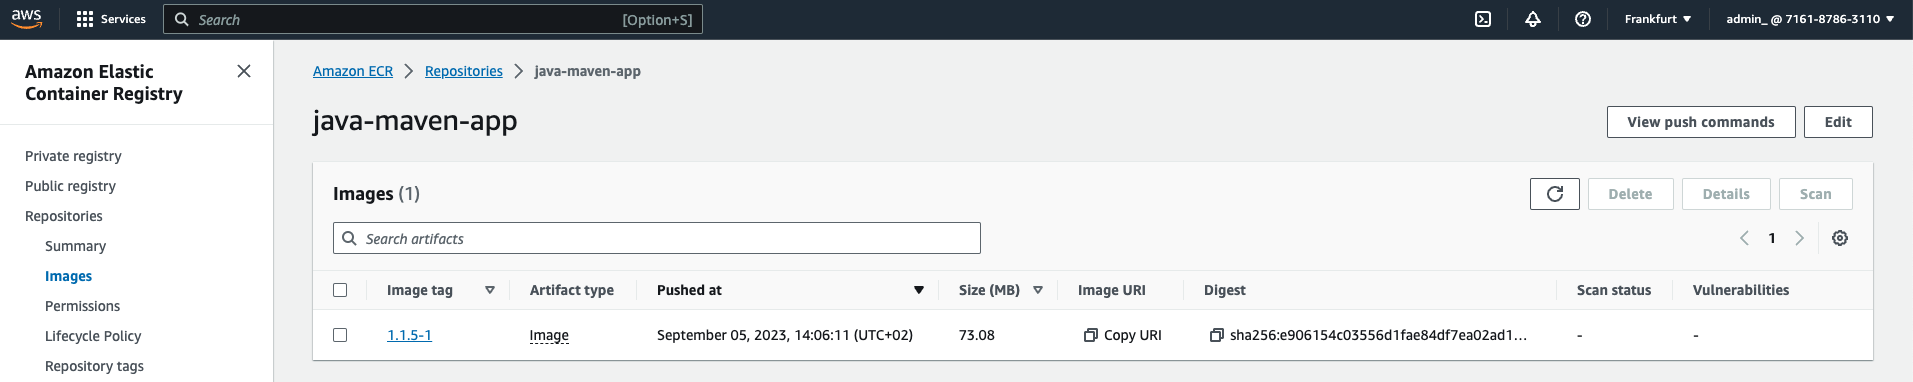 aws Services Search [Option+S] Frankfurt admin_ @ 7161-8786-3110
Amazon Elastic
Container Registry
Private registry
Public registry
Repositories
Summary
Images
Permissions
Lifecycle Policy
Repository tags
Amazon ECR Repositories java-maven-app
java-maven-app
View push commands Edit
Images (1)
Delete Details Scan
Search artifacts
1
Image tag Artifact type Pushed at Size (MB) Image URI Digest Scan status Vulnerabilities
1.1.5-1 Image September 05, 2023, 14:06:11 (UTC+02) 73.08 Copy URI sha256:e906154c03556d1fae84df7ea02ad1... - -